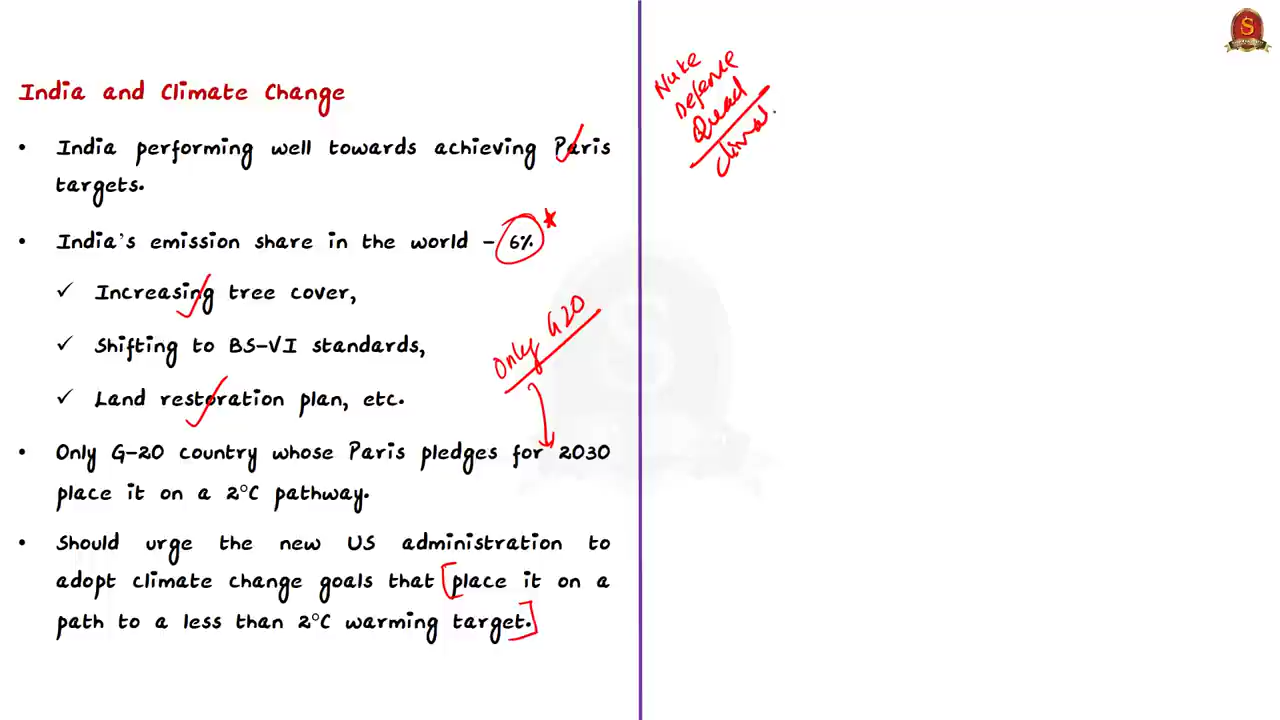 India and Climate Change
• India performing well towards achieving Paris
targets.
• India's emission share in the world - 6%
✓ Increasing tree cover,
✓ Shifting to BS-VI standards,
✓ Land restoration plan, etc.
Only G20
• Only G-20 country whose Paris pledges for 2030
place it on a 2°C pathway.
• Should urge the new US administration to
adopt climate change goals that [place it on a
path to a less than 2°C warming target.]
Nuke
Defence
Quad
Climat
S